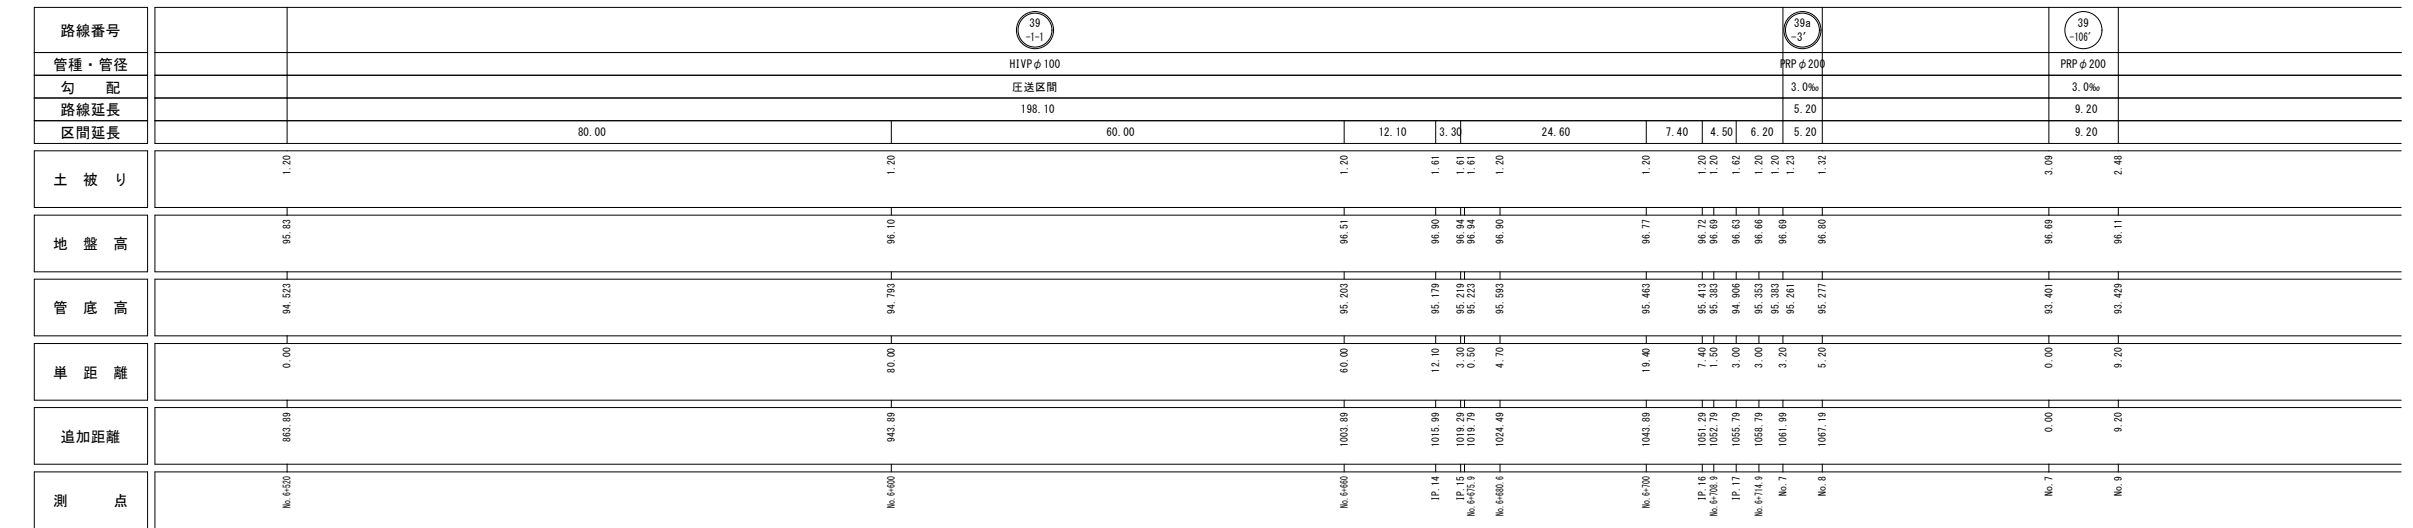 路線番号 39 -1-1 39a -3′ 39 -106′
管種・管径 HIVPφ100 PRPφ200 PRPφ200
勾 配 圧送区間 3.0‰ 3.0‰
路線延長 198.10 5.20 9.20
区間延長 80.00 60.00 12.10 3.30 24.60 7.40 4.50 6.20 5.20 9.20
土 被 り 1.20 1.20 1.20 1.61 1.61 1.61 1.20 1.20 1.20 1.20 1.62 1.20 1.20 1.23 1.32 3.09 2.48
地 盤 高 95.83 96.10 96.51 96.90 96.94 96.94 96.90 96.77 96.72 96.69 96.63 96.66 96.69 96.80 96.69 96.11
管 底 高 94.523 94.793 95.203 95.179 95.219 95.223 95.593 95.463 95.413 95.383 94.906 95.353 95.383 95.261 95.277 93.401 93.429
単 距 離 0.00 80.00 60.00 12.10 3.30 0.50 4.70 19.40 7.40 1.50 3.00 3.00 3.20 5.20 0.00 9.20
追加距離 863.89 943.89 1003.89 1015.99 1019.29 1019.79 1024.49 1043.89 1051.29 1052.79 1055.79 1058.79 1061.99 1067.19 0.00 9.20
測 点 No.6+520 No.6+600 No.6+660 IP.14 IP.15 No.6+675.9 No.6+680.6 No.6+700 IP.16 No.6+708.9 IP.17 No.6+714.9 No.7 No.8 No.7 No.9